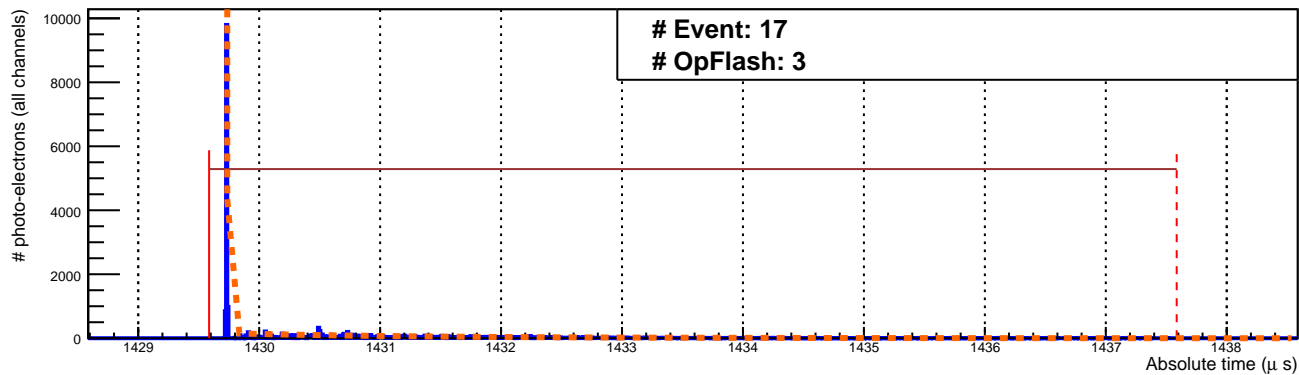 # Event: 17
# OpFlash: 3
# photo-electrons (all channels)
10000
8000
6000
4000
2000
0
1429 1430 1431 1432 1433 1434 1435 1436 1437 1438
Absolute time (μ s)